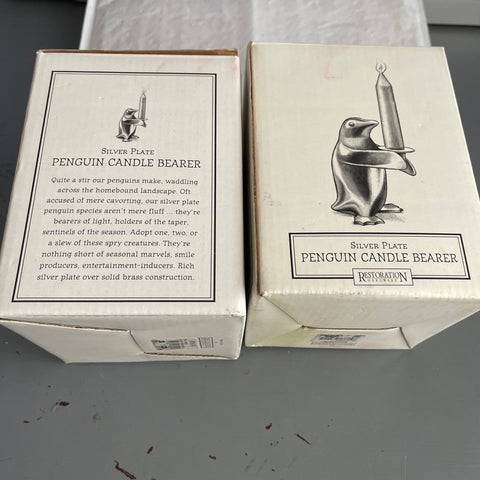 SILVER PLATE
PENGUIN CANDLE BEARER
Quite a stir our penguins make, waddling
across the homebound landscape. Oft
accused of mere cavorting, our silver plate
penguin species aren't mere fluff ... they're
bearers of light, holders of the taper,
sentinels of the season. Adopt one, two, or
a slew of these spry creatures. They're
nothing short of seasonal marvels, smile
producers, entertainment-inducers. Rich
silver plate over solid brass construction.
SILVER PLATE
PENGUIN CANDLE BEARER
RESTORATION
HARDWARE